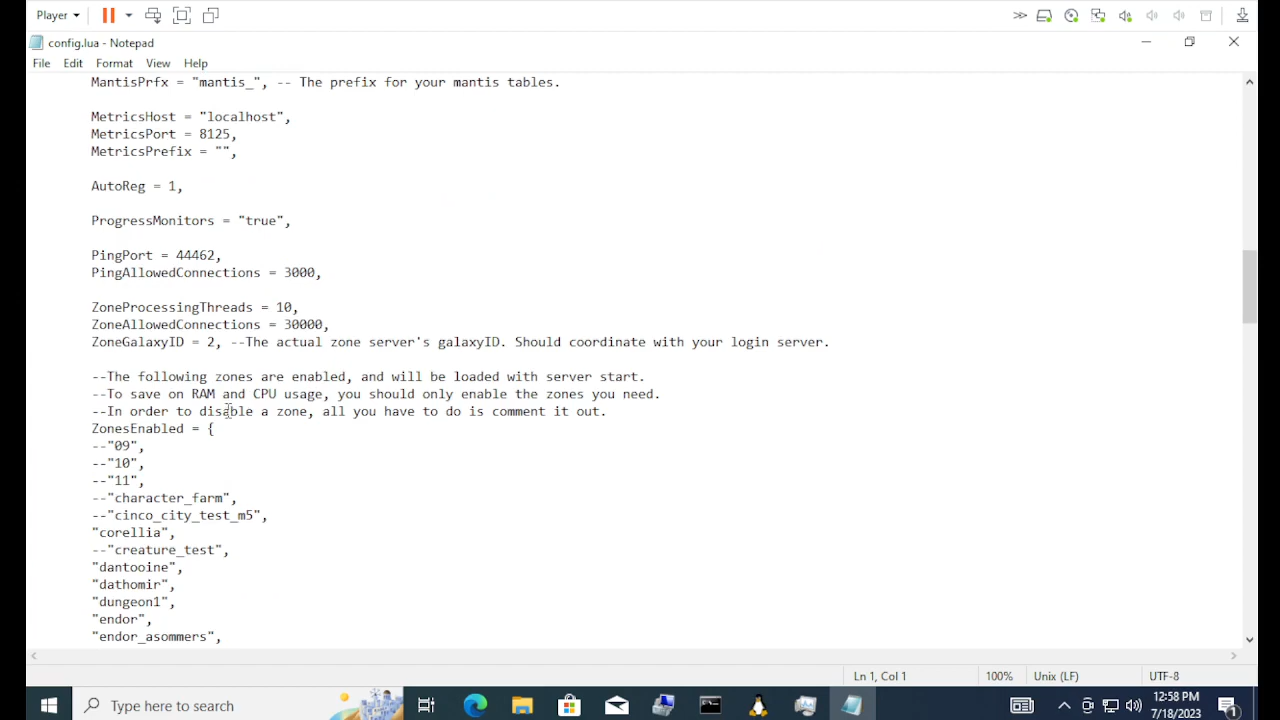 Player
config.lua - Notepad
File Edit Format View Help
MantisPrfx = "mantis_", -- The prefix for your mantis tables.
MetricsHost = "localhost",
MetricsPort = 8125,
MetricsPrefix = "",
AutoReg = 1,
ProgressMonitors = "true",
PingPort = 44462,
PingAllowedConnections = 3000,
ZoneProcessingThreads = 10,
ZoneAllowedConnections = 30000,
ZoneGalaxyID = 2, --The actual zone server's galaxyID. Should coordinate with your login server.
--The following zones are enabled, and will be loaded with server start.
--To save on RAM and CPU usage, you should only enable the zones you need.
--In order to disable a zone, all you have to do is comment it out.
ZonesEnabled = {
--"09",
--"10",
--"11",
--"character_farm",
--"cinco_city_test_m5",
"corellia",
--"creature_test",
"dantooine",
"dathomir",
"dungeon1",
"endor",
"endor_asommers",
Ln 1, Col 1 100% Unix (LF) UTF-8
Type here to search
12:58 PM
7/18/2023
1